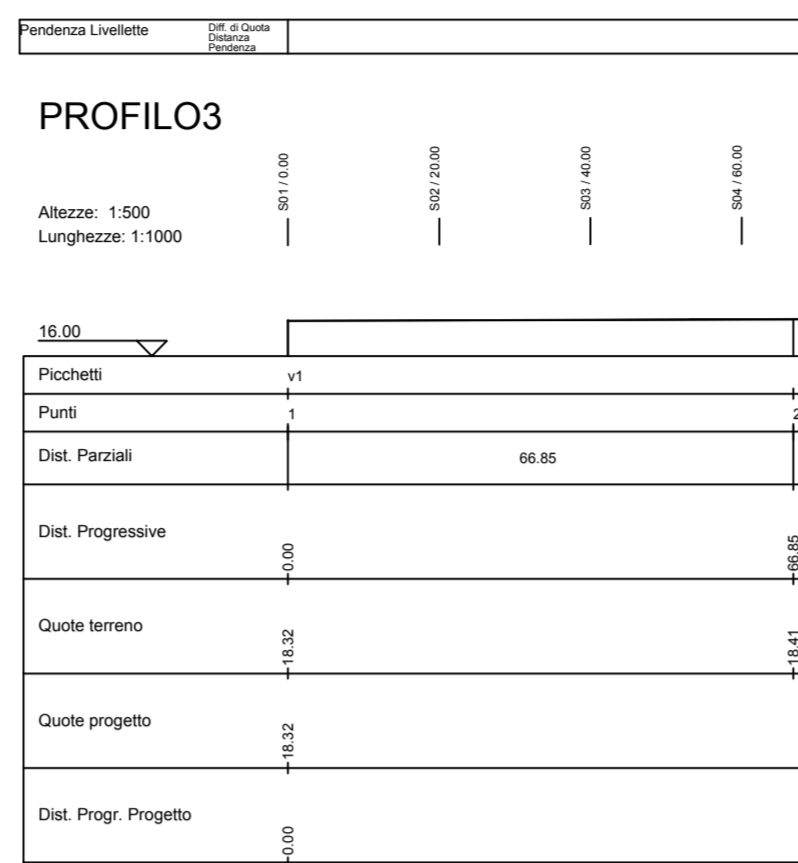 Pendenza Livellette
Diff. di Quota
Distanza
Pendenza
PROFILO3
S01 / 0.00
S02 / 20.00
S03 / 40.00
S04 / 60.00
Altezze: 1:500
Lunghezze: 1:1000
16.00
Picchetti
v1
Punti
1
2
Dist. Parziali
66.85
Dist. Progressive
0.00
66.85
Quote terreno
18.32
18.41
Quote progetto
18.32
Dist. Progr. Progetto
0.00